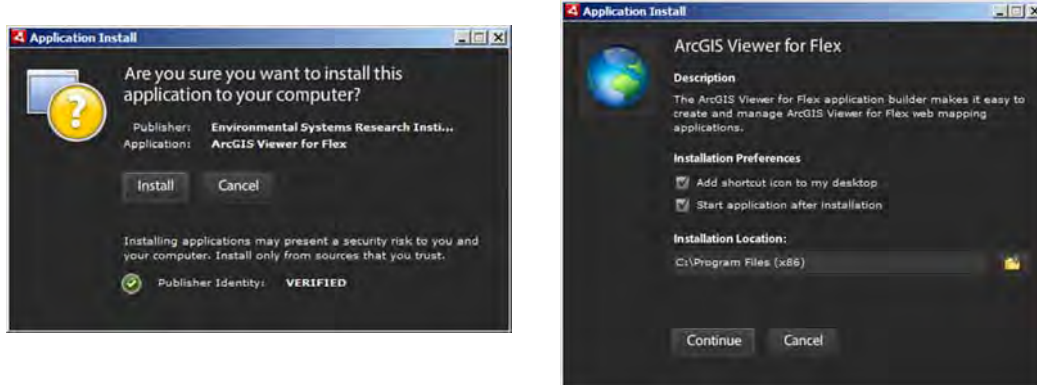 Application Install
Are you sure you want to install this
application to your computer?
Publisher: Environmental Systems Research Insti...
Application: ArcGIS Viewer for Flex
Install Cancel
Installing applications may present a security risk to you and
your computer. Install only from sources that you trust.
Publisher Identity: VERIFIED
Application Install
ArcGIS Viewer for Flex
Description
The ArcGIS Viewer for Flex application builder makes it easy to
create and manage ArcGIS Viewer for Flex web mapping
applications.
Installation Preferences
Add shortcut icon to my desktop
Start application after installation
Installation Location:
C:\Program Files (x86)
Continue Cancel